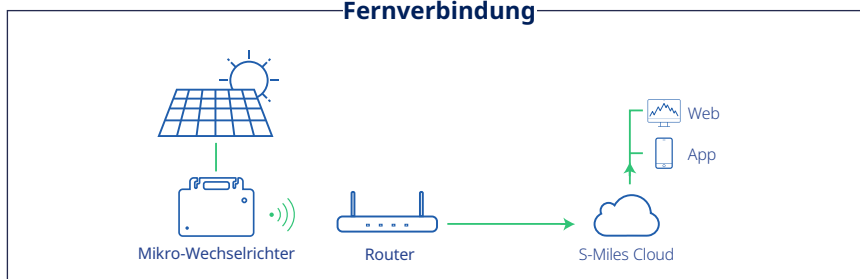 Fernverbindung
Web
App
Mikro-Wechselrichter
Router
S-Miles Cloud